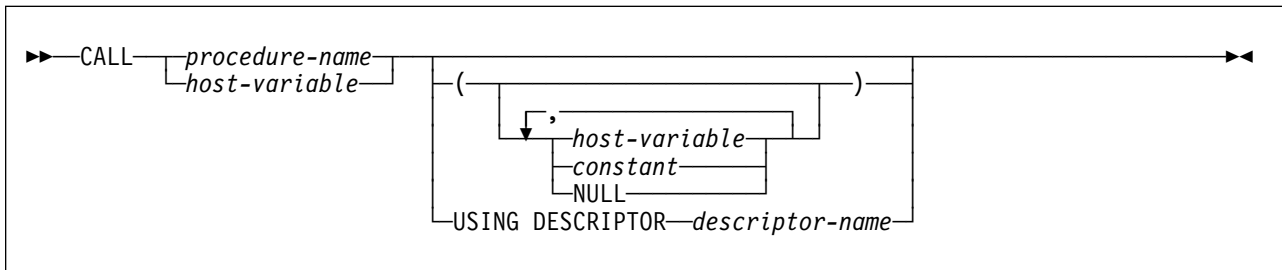 CALL procedure-name
host-variable
( )
,
host-variable
constant
NULL
USING DESCRIPTOR descriptor-name